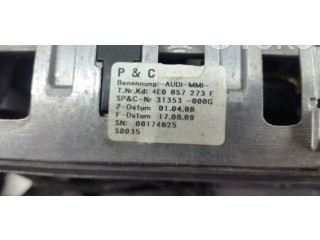 P & C
Benennung:-AUDI-MMI-
T.Nr.Kd: 4E0 857 273 F
SP&C-Nr 31353 -000G
Z-Datum 01.04.08
F-Datum 17.08.08
SN: 00174825
S0035